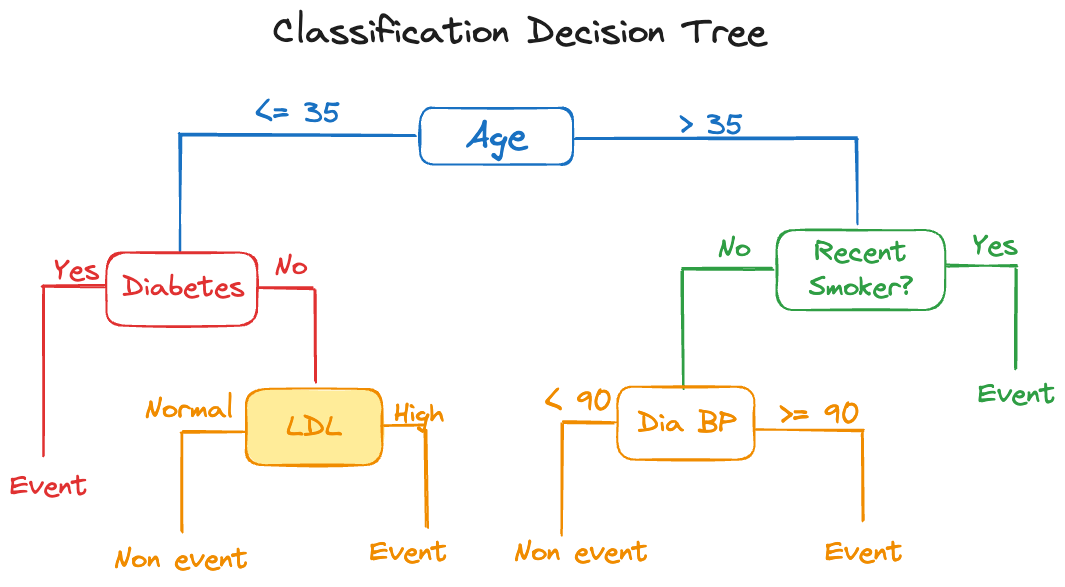 Classification Decision Tree
<= 35
Age
> 35
Yes
Diabetes
No
No
Recent
Smoker?
Yes
Normal
LDL
High
< 90
Dia BP
>= 90
Event
Event
Non event
Event
Non event
Event